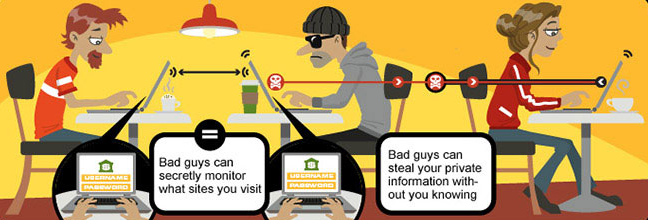 $
USERNAME
PASSWORD
=
Bad guys can
secretly monitor
what sites you visit
$
USERNAME
PASSWORD
Bad guys can
steal your private
information with-
out you knowing